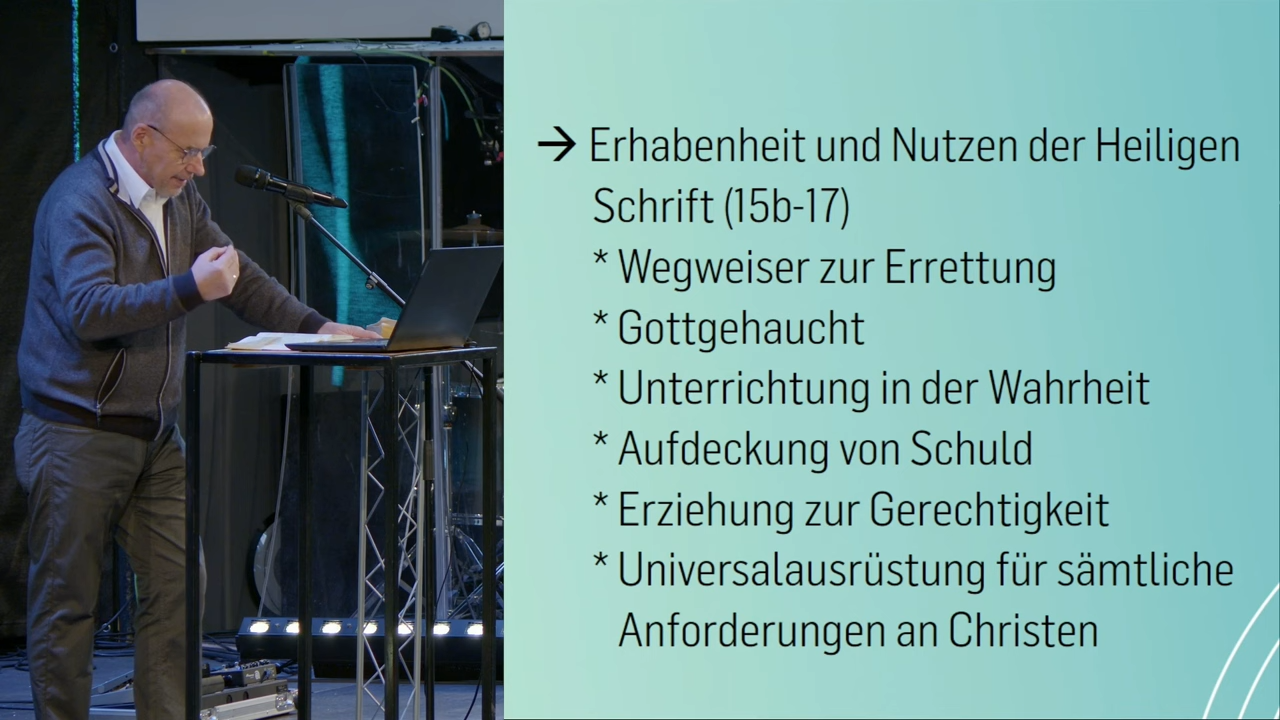 → Erhabenheit und Nutzen der Heiligen
Schrift (15b-17)
* Wegweiser zur Errettung
* Gottgehaucht
* Unterrichtung in der Wahrheit
* Aufdeckung von Schuld
* Erziehung zur Gerechtigkeit
* Universalausrüstung für sämtliche
Anforderungen an Christen